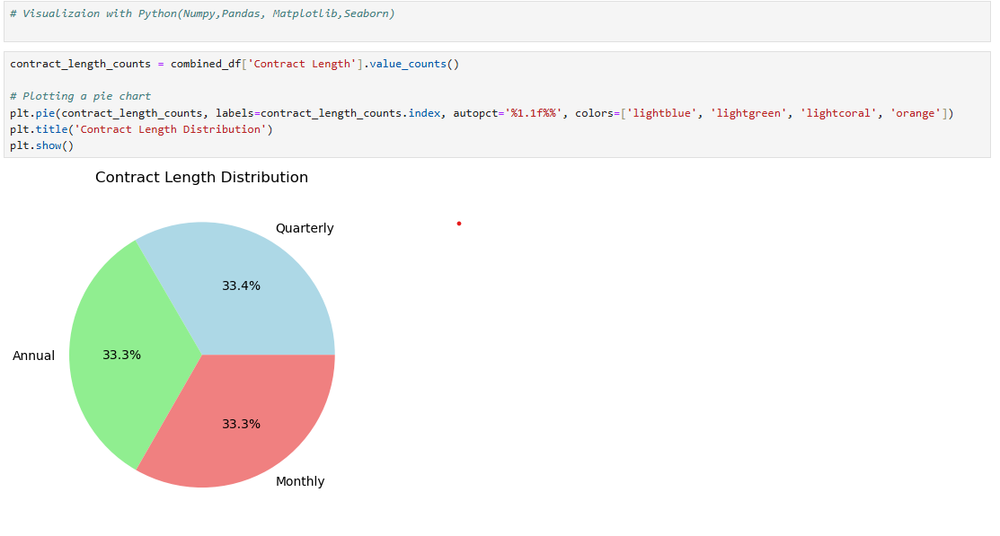 # Visualizaion with Python(Numpy,Pandas, Matplotlib,Seaborn)
contract_length_counts = combined_df['Contract Length'].value_counts()
# Plotting a pie chart
plt.pie(contract_length_counts, labels=contract_length_counts.index, autopct='%1.1f%%', colors=['lightblue', 'lightgreen', 'lightcoral', 'orange'])
plt.title('Contract Length Distribution')
plt.show()
Contract Length Distribution
Quarterly
33.4%
Annual
33.3%
33.3%
Monthly